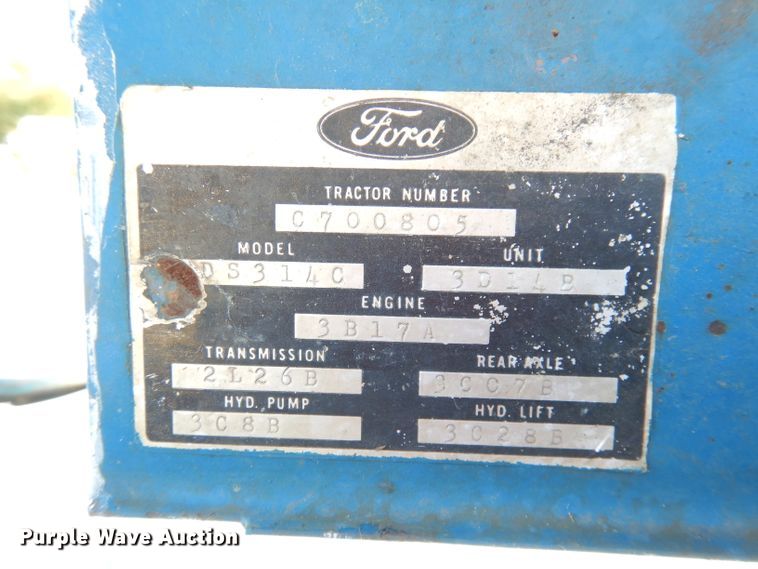 Ford
TRACTOR NUMBER
C700805
MODEL UNIT
DS314C 3D14B
ENGINE
3B17A
TRANSMISSION REAR AXLE
2L26B 3CC7B
HYD. PUMP HYD. LIFT
3C8B 3C28B
Purple Wave Auction